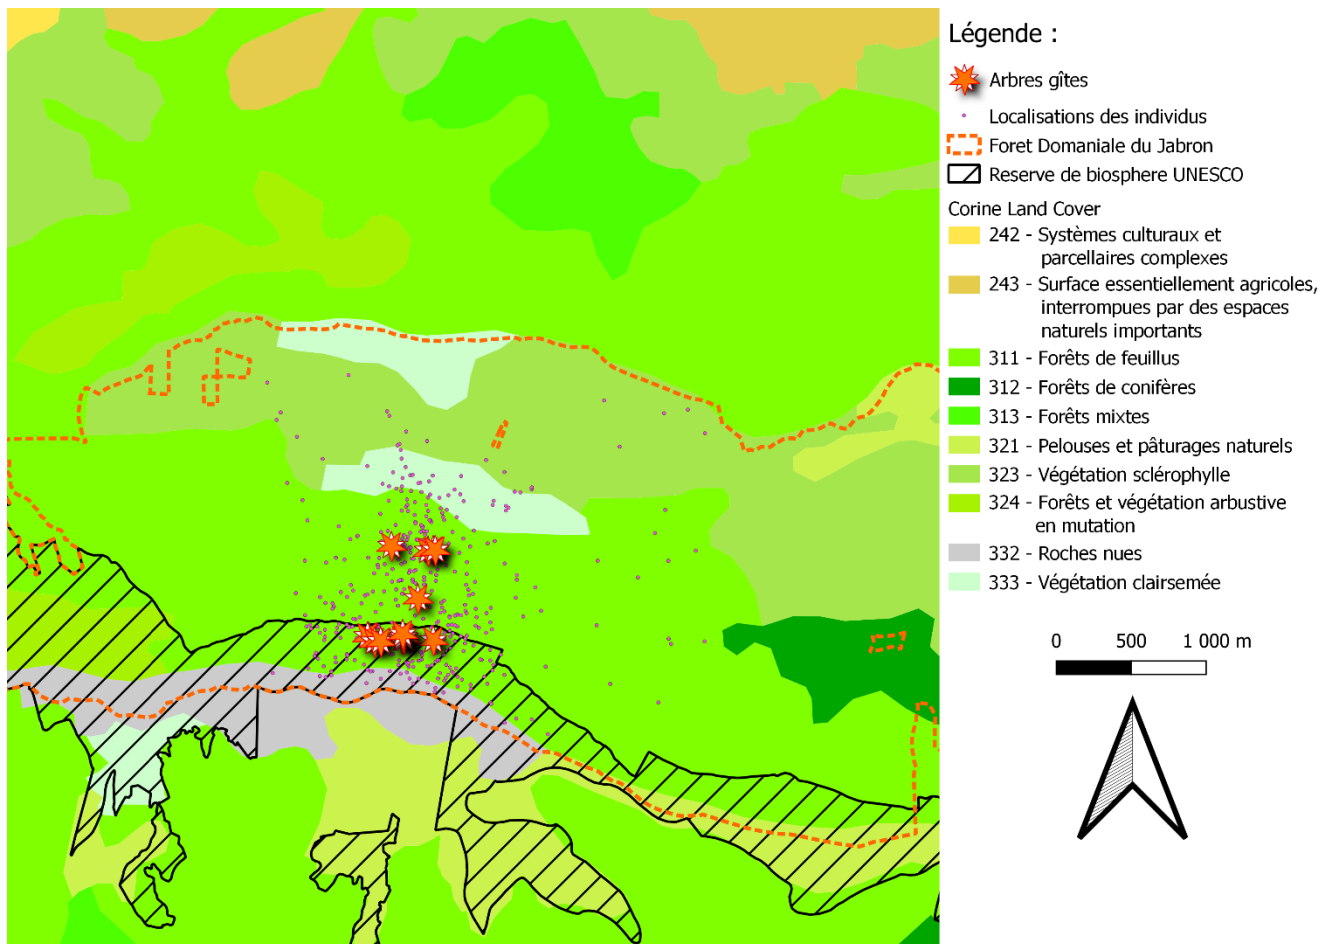 Légende :
Arbres gîtes
Localisations des individus
Foret Domaniale du Jabron
Reserve de biosphere UNESCO
Corine Land Cover
242 - Systèmes culturaux et
parcellaires complexes
243 - Surface essentiellement agricoles,
interrompues par des espaces
naturels importants
311 - Forêts de feuillus
312 - Forêts de conifères
313 - Forêts mixtes
321 - Pelouses et pâturages naturels
323 - Végétation sclérophylle
324 - Forêts et végétation arbustive
en mutation
332 - Roches nues
333 - Végétation clairsemée
0 500 1 000 m